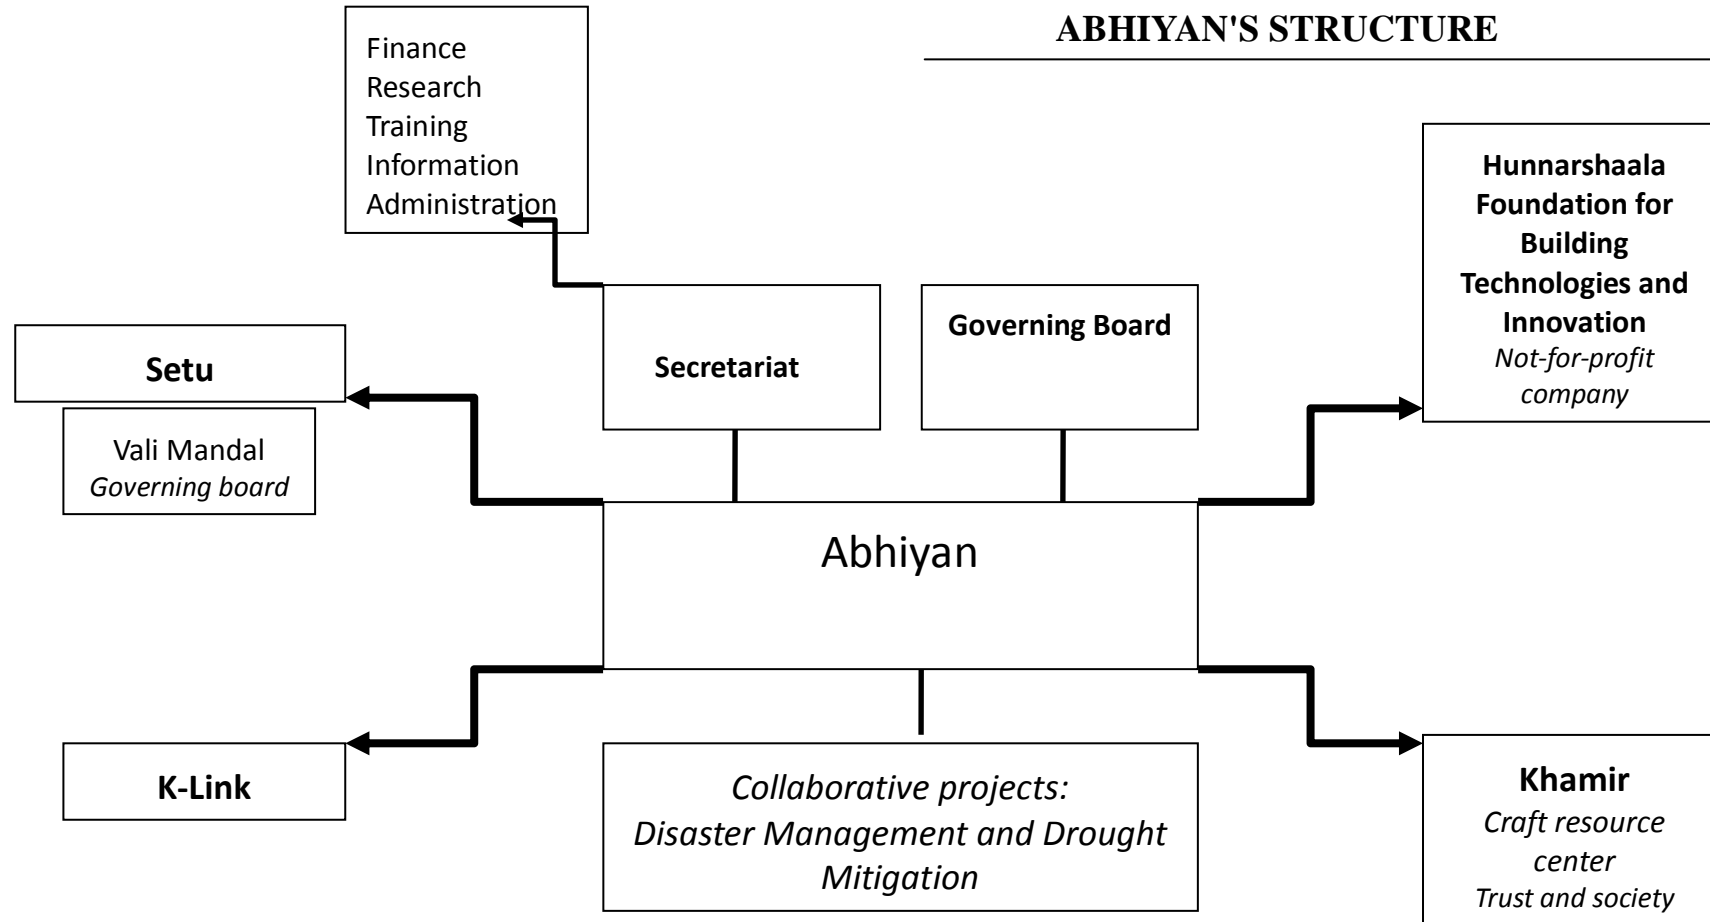 ABHIYAN'S STRUCTURE
Finance
Research
Training
Information
Administration
Hunnarshaala
Foundation for
Building
Technologies and
Innovation
Not-for-profit
company
Secretariat
Governing Board
Setu
Vali Mandal
Governing board
Abhiyan
K-Link
Collaborative projects:
Disaster Management and Drought
Mitigation
Khamir
Craft resource
center
Trust and society